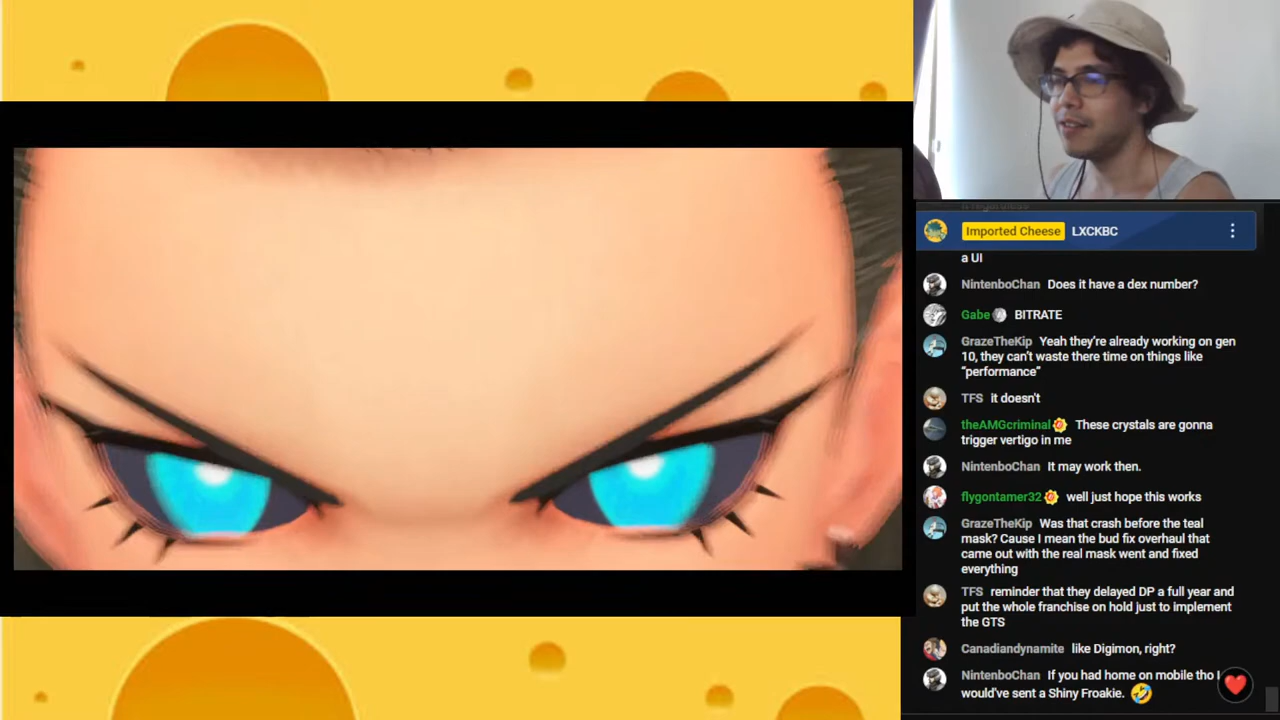 Imported Cheese LXCKBC
a UI
NintenboChan Does it have a dex number?
Gabe BITRATE
GrazeTheKip Yeah they're already working on gen
10, they can't waste there time on things like
“performance”
TFS it doesn't
theAMGcriminal These crystals are gonna
trigger vertigo in me
NintenboChan It may work then.
flygontamer32 well just hope this works
GrazeTheKip Was that crash before the teal
mask? Cause I mean the bud fix overhaul that
came out with the real mask went and fixed
everything
TFS reminder that they delayed DP a full year and
put the whole franchise on hold just to implement
the GTS
Canadiandynamite like Digimon, right?
NintenboChan If you had home on mobile tho I
would've sent a Shiny Froakie. 🤣